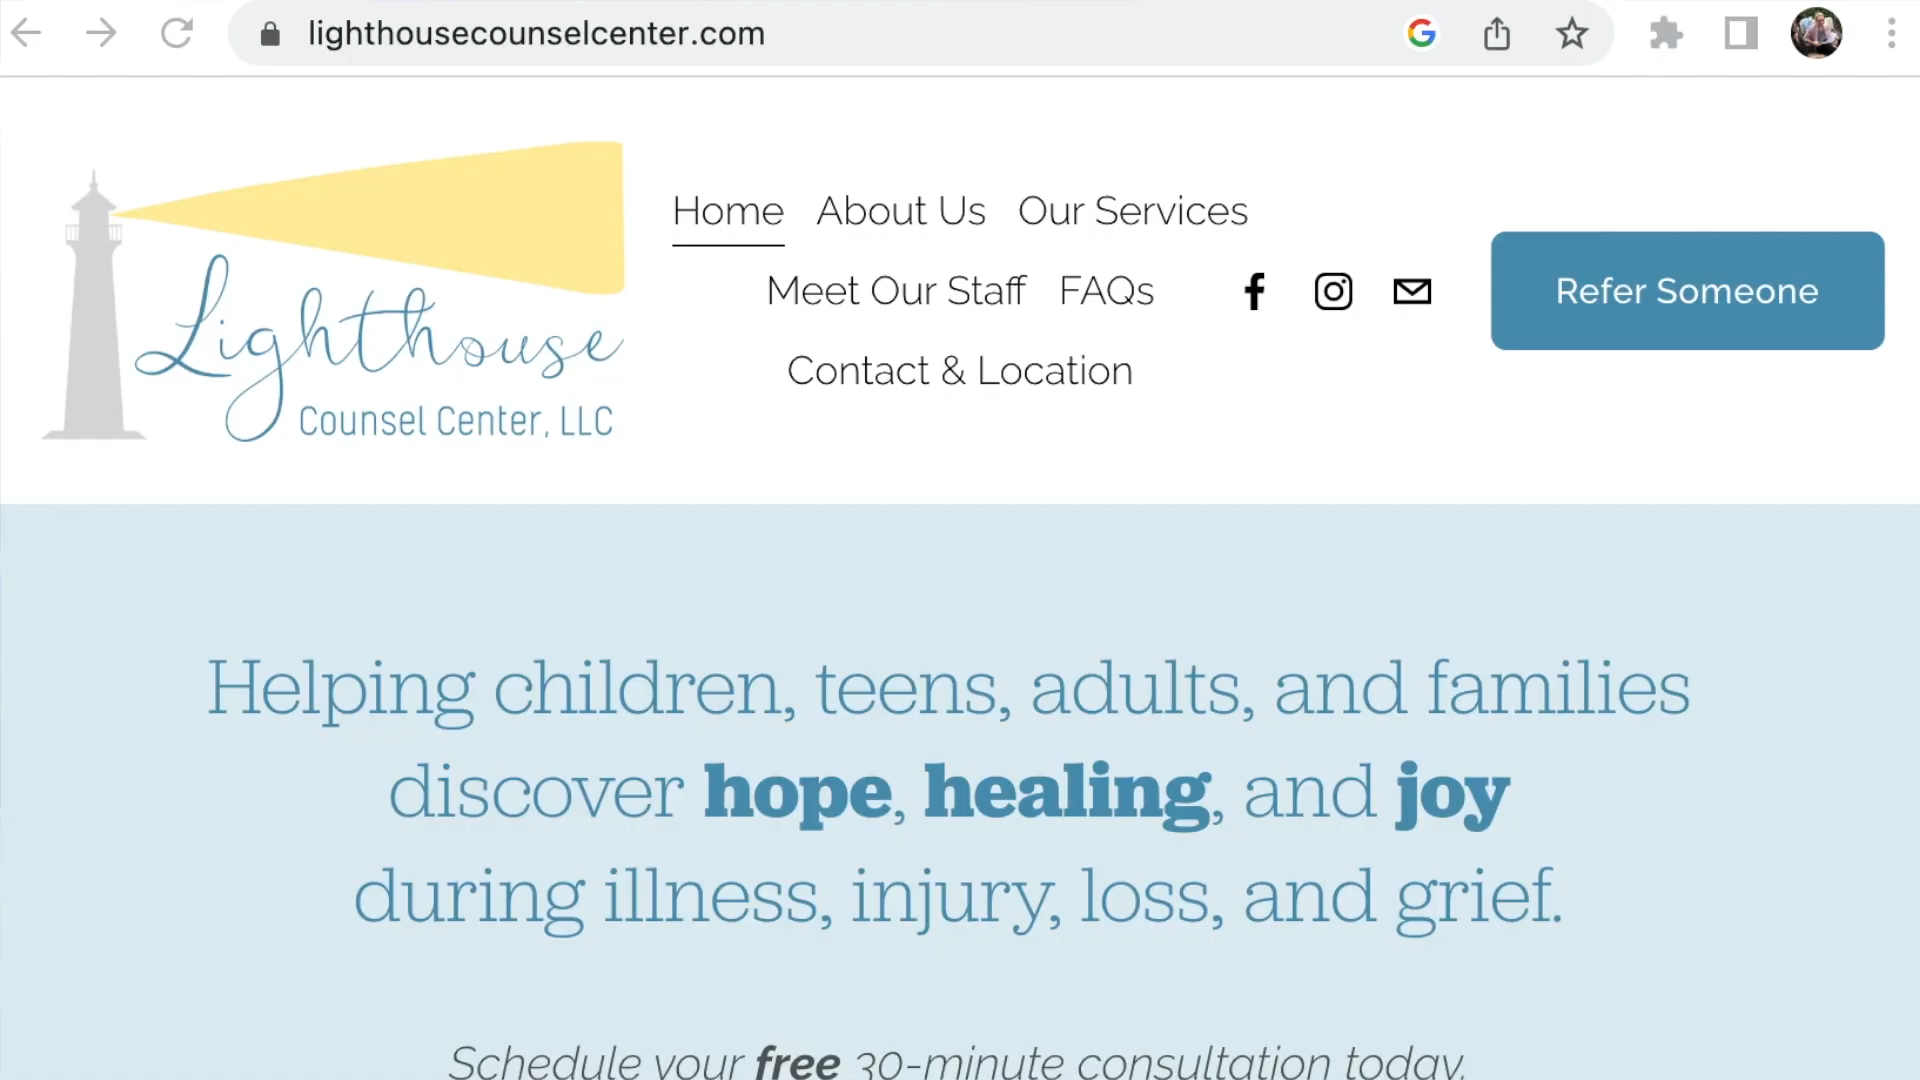 lighthousecounselcenter.com
Lighthouse
Counsel Center, LLC
Home About Us Our Services
Meet Our Staff FAQs
Contact & Location
Refer Someone
Helping children, teens, adults, and families
discover hope, healing, and joy
during illness, injury, loss, and grief.
Schedule your free 30-minute consultation today.